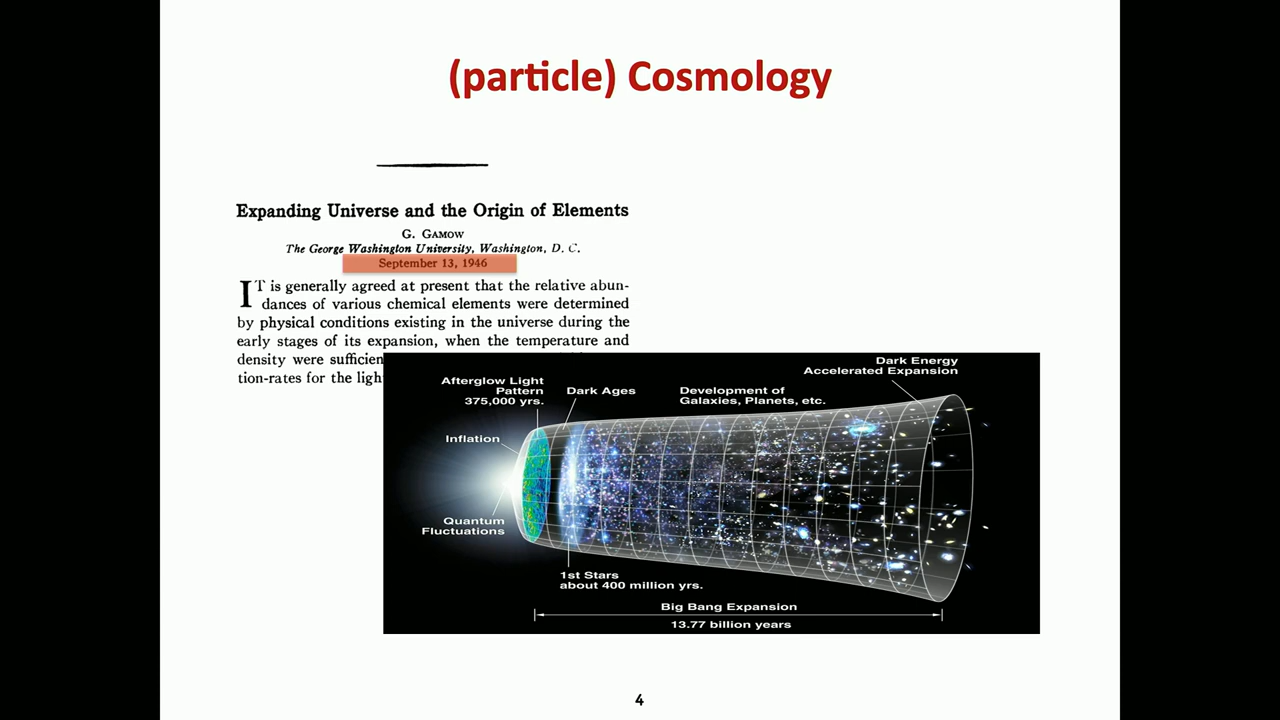 (particle) Cosmology
Expanding Universe and the Origin of Elements
G. Gamow
The George Washington University, Washington, D. C.
September 13, 1946
IT is generally agreed at present that the relative abun-
dances of various chemical elements were determined
by physical conditions existing in the universe during the
early stages of its expansion, when the temperature and
density were sufficien
tion-rates for the ligh
Dark Energy
Accelerated Expansion
Afterglow Light
Pattern
375,000 yrs.
Dark Ages
Development of
Galaxies, Planets, etc.
Inflation
Quantum
Fluctuations
1st Stars
about 400 million yrs.
Big Bang Expansion
13.77 billion years
4